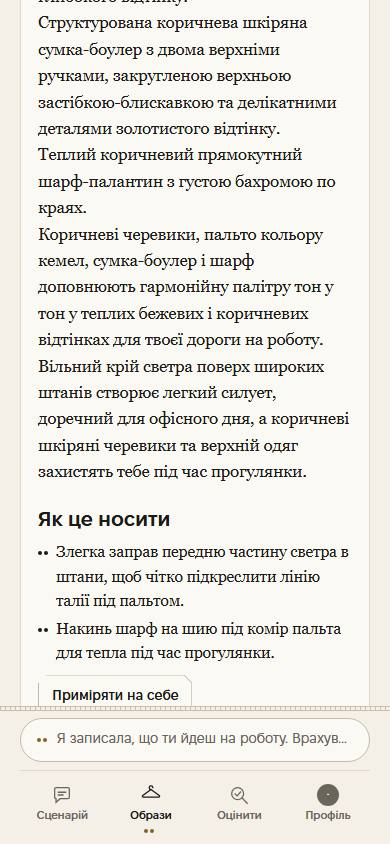 Структурована коричнева шкіряна
сумка-боулер з двома верхніми
ручками, закругленою верхньою
застібкою-блискавкою та делікатними
деталями золотистого відтінку.
Теплий коричневий прямокутний
шарф-палантин з густою бахромою по
краях.
Коричневі черевики, пальто кольору
кемел, сумка-боулер і шарф
доповнюють гармонійну палітру тон у
тон у теплих бежевих і коричневих
відтінках для твоєї дороги на роботу.
Вільний крій светра поверх широких
штанів створює легкий силует,
доречний для офісного дня, а коричневі
шкіряні черевики та верхній одяг
захистять тебе під час прогулянки.
Як це носити
Злегка заправ передню частину светра в
штани, щоб чітко підкреслити лінію
талії під пальтом.
Накинь шарф на шию під комір пальта
для тепла під час прогулянки.
Приміряти на себе
Я записала, що ти йдеш на роботу. Врахув...
Сценарій
Образи
Оцінити
Профіль